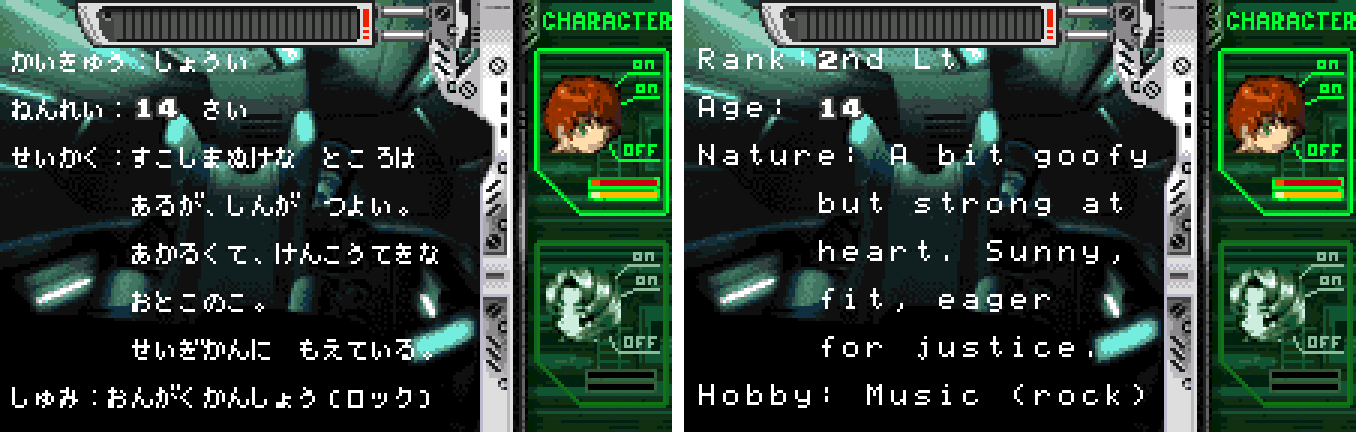 かいきゅう：しょうい
ねんれい：14 さい
せいかく：すこしまぬけな ところは
あるが、しんが つよい。
あかるくて、けんこうてきな
おとこのこ。
せいぎかんに もえている。
しゅみ：おんがくかんしょう(ロック)
CHARACTER
on
on
OFF
on
on
OFF
Rank:2nd Lt
Age: 14
Nature: A bit goofy
but strong at
heart. Sunny,
fit, eager
for justice.
Hobby: Music (rock)
CHARACTER
on
on
OFF
on
on
OFF